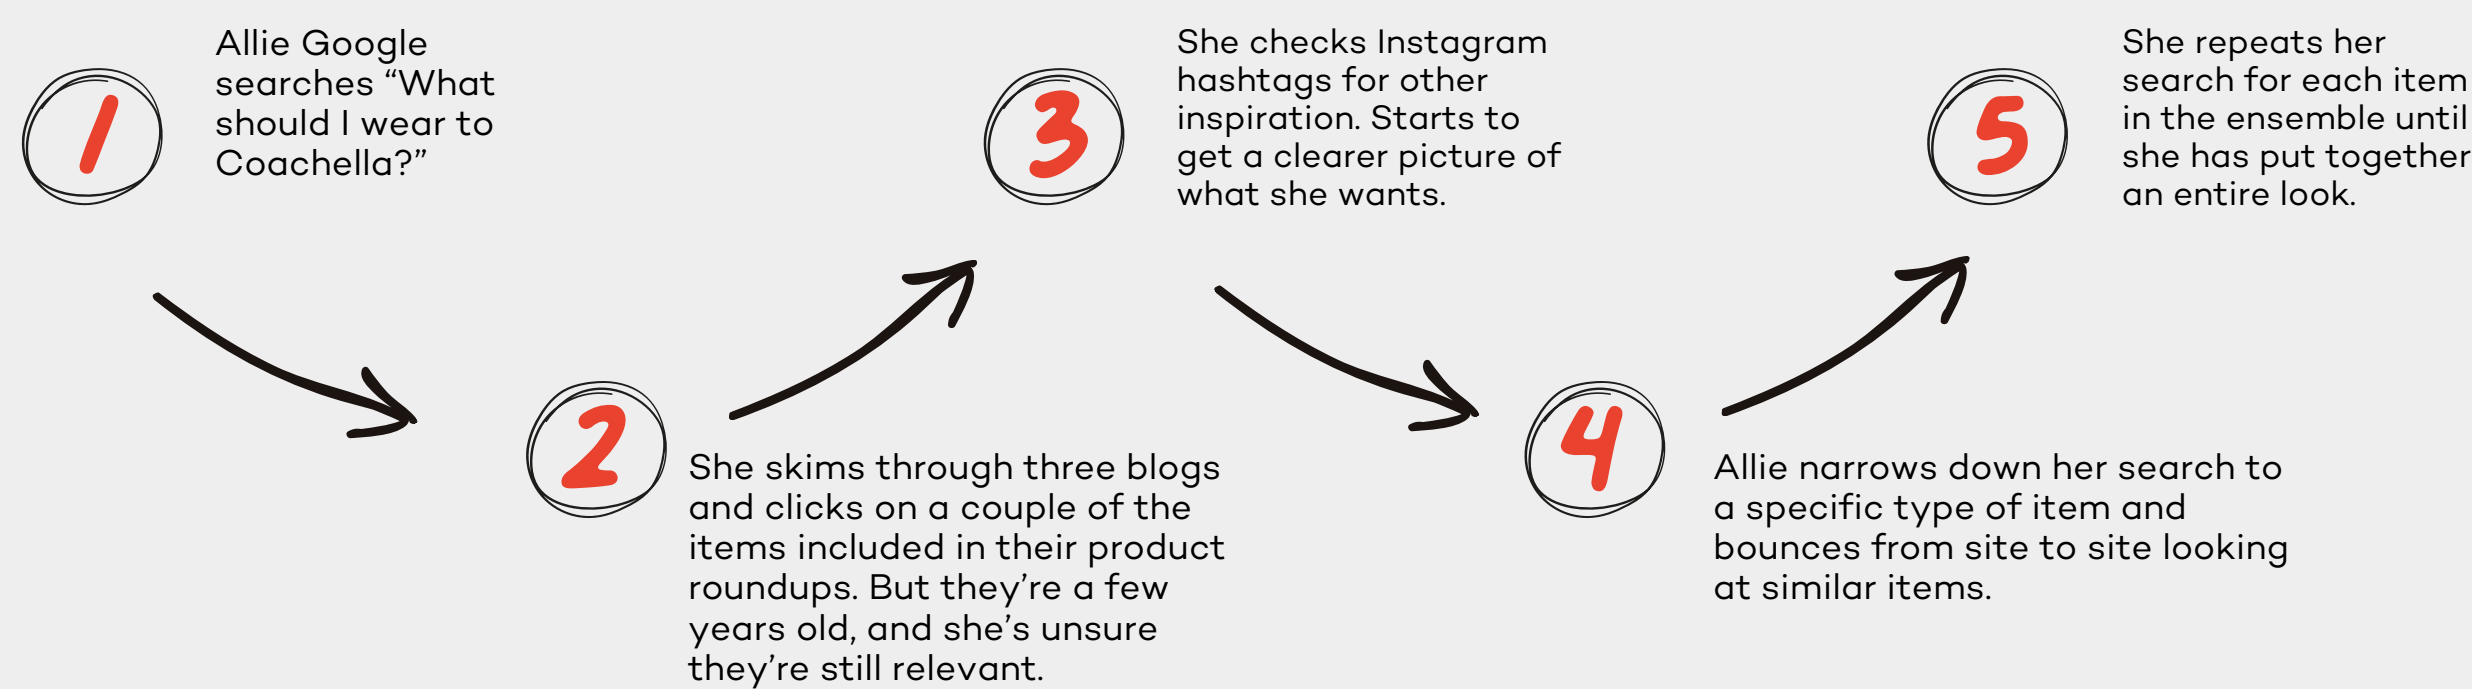 1
Allie Google
searches “What
should I wear to
Coachella?”
2
She skims through three blogs
and clicks on a couple of the
items included in their product
roundups. But they’re a few
years old, and she’s unsure
they’re still relevant.
3
She checks Instagram
hashtags for other
inspiration. Starts to
get a clearer picture of
what she wants.
4
Allie narrows down her search to
a specific type of item and
bounces from site to site looking
at similar items.
5
She repeats her
search for each item
in the ensemble until
she has put together
an entire look.